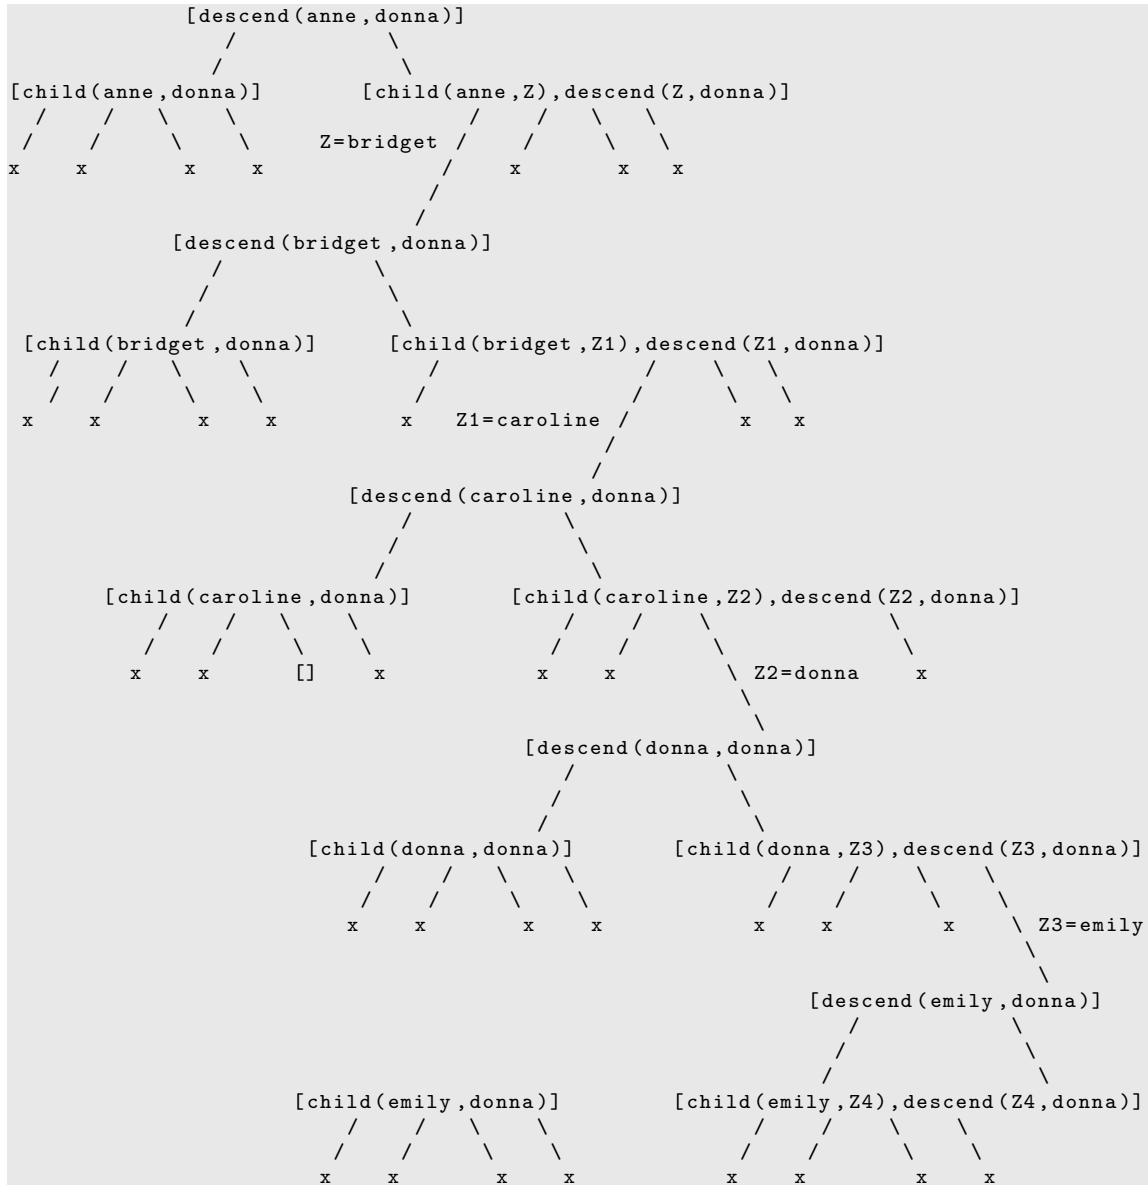 [descend(anne,donna)]
/ \
/ \
/ \
[child(anne,donna)] [child(anne,Z),descend(Z,donna)]
/ / \ \ / / \ \
/ / \ \ Z=bridget / / \ \
x x x x / x x x
/
/
[descend(bridget,donna)]
/ \
/ \
/ \
[child(bridget,donna)] [child(bridget,Z1),descend(Z1,donna)]
/ / \ \ / / \ \
/ / \ \ / / \ \
x x x x x Z1=caroline / x x
/
/
[descend(caroline,donna)]
/ \
/ \
/ \
[child(caroline,donna)] [child(caroline,Z2),descend(Z2,donna)]
/ / \ \ / / \ \
/ / \ \ / / \ \
x x [] x x x \ Z2=donna x
\
\
[descend(donna,donna)]
/ \
/ \
/ \
[child(donna,donna)] [child(donna,Z3),descend(Z3,donna)]
/ / \ \ / / \ \
/ / \ \ / / \ \
x x x x x x x \ Z3=emily
\
\
[descend(emily,donna)]
/ \
/ \
/ \
[child(emily,donna)] [child(emily,Z4),descend(Z4,donna)]
/ / \ \ / / \ \
/ / \ \ / / \ \
x x x x x x x x